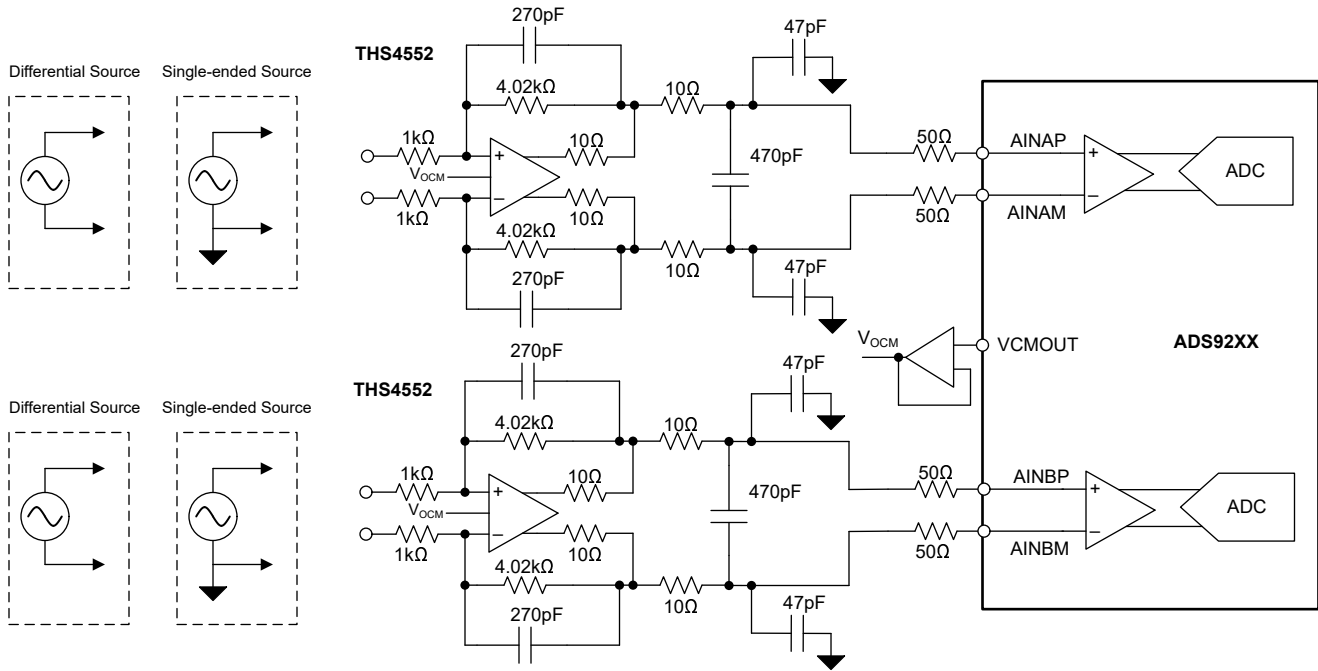 270pF
47pF
THS4552
Differential Source
Single-ended Source
4.02kΩ
10Ω
1kΩ
10Ω
50Ω
AINAP
+
+
470pF
ADC
VOCM
−
−
1kΩ
10Ω
50Ω
AINAM
4.02kΩ
10Ω
47pF
270pF
VOCM
VCMOUT
ADS92XX
270pF
47pF
THS4552
Differential Source
Single-ended Source
4.02kΩ
10Ω
1kΩ
10Ω
50Ω
AINBP
+
+
470pF
ADC
VOCM
−
−
1kΩ
10Ω
50Ω
AINBM
4.02kΩ
10Ω
47pF
270pF